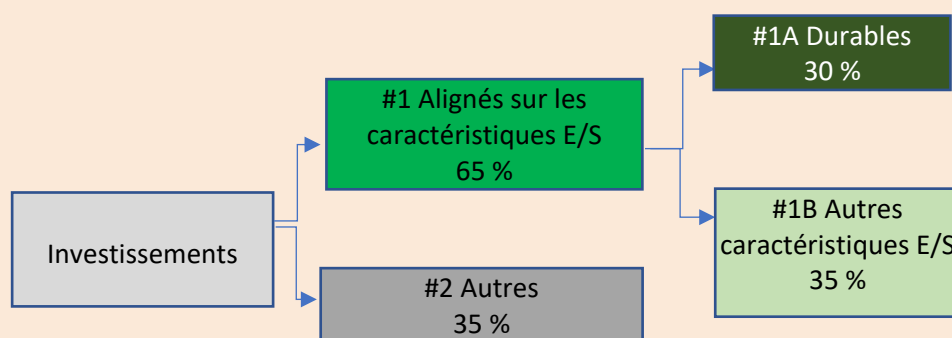 #1A Durables
30 %
#1 Alignés sur les
caractéristiques E/S
65 %
#1B Autres
caractéristiques E/S
35 %
Investissements
#2 Autres
35 %